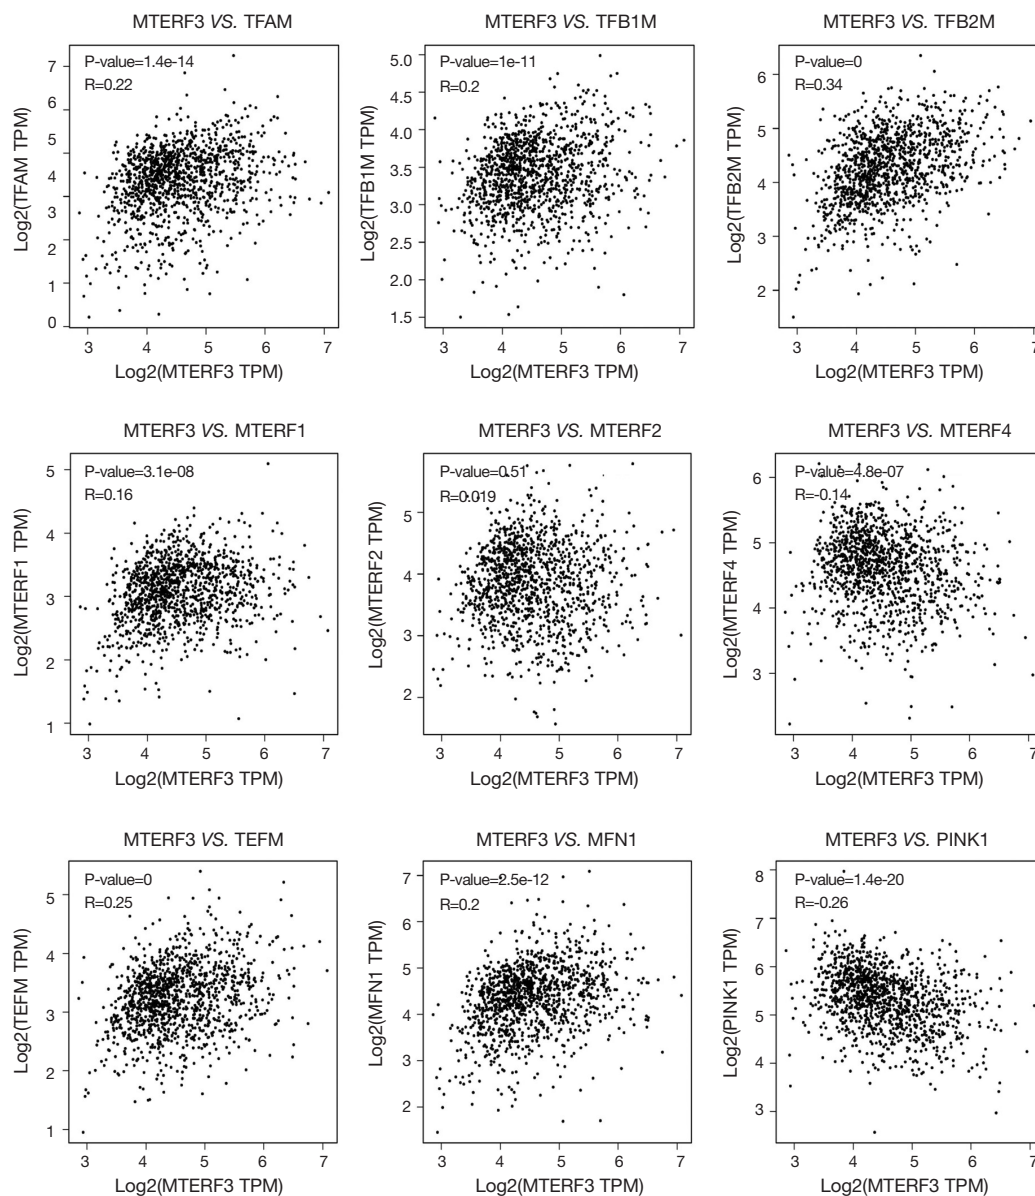 MTERF3 VS. TFAM
P-value=1.4e-14
R=0.22
Log2(TFAM TPM)
7
6
5
4
3
2
1
0
3 4 5 6 7
Log2(MTERF3 TPM)
MTERF3 VS. TFB1M
P-value=1e-11
R=0.2
Log2(TFB1M TPM)
5.0
4.5
4.0
3.5
3.0
2.5
2.0
1.5
3 4 5 6 7
Log2(MTERF3 TPM)
MTERF3 VS. TFB2M
P-value=0
R=0.34
Log2(TFB2M TPM)
6
5
4
3
2
3 4 5 6 7
Log2(MTERF3 TPM)
MTERF3 VS. MTERF1
P-value=3.1e-08
R=0.16
Log2(MTERF1 TPM)
5
4
3
2
1
3 4 5 6 7
Log2(MTERF3 TPM)
MTERF3 VS. MTERF2
P-value=0.51
R=0.019
Log2(MTERF2 TPM)
5
4
3
2
3 4 5 6 7
Log2(MTERF3 TPM)
MTERF3 VS. MTERF4
P-value=4.8e-07
R=-0.14
Log2(MTERF4 TPM)
6
5
4
3
3 4 5 6 7
Log2(MTERF3 TPM)
MTERF3 VS. TEFM
P-value=0
R=0.25
Log2(TEFM TPM)
5
4
3
2
1
3 4 5 6 7
Log2(MTERF3 TPM)
MTERF3 VS. MFN1
P-value=2.5e-12
R=0.2
Log2(MFN1 TPM)
7
6
5
4
3
2
3 4 5 6 7
Log2(MTERF3 TPM)
MTERF3 VS. PINK1
P-value=1.4e-20
R=-0.26
Log2(PINK1 TPM)
8
7
6
5
4
3
3 4 5 6 7
Log2(MTERF3 TPM)